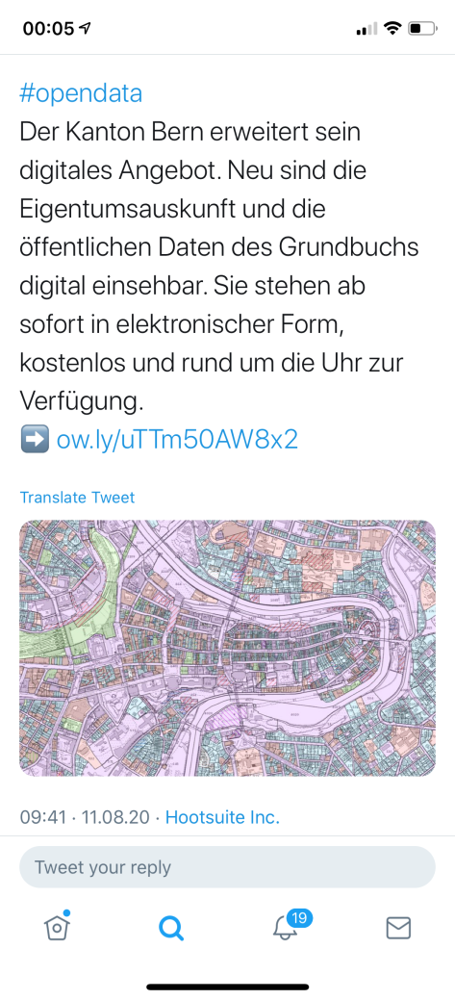 00:05
#opendata
Der Kanton Bern erweitert sein
digitales Angebot. Neu sind die
Eigentumsauskunft und die
öffentlichen Daten des Grundbuchs
digital einsehbar. Sie stehen ab
sofort in elektronischer Form,
kostenlos und rund um die Uhr zur
Verfügung.
➡️ ow.ly/uTTm50AW8x2
Translate Tweet
09:41 · 11.08.20 · Hootsuite Inc.
Tweet your reply
19